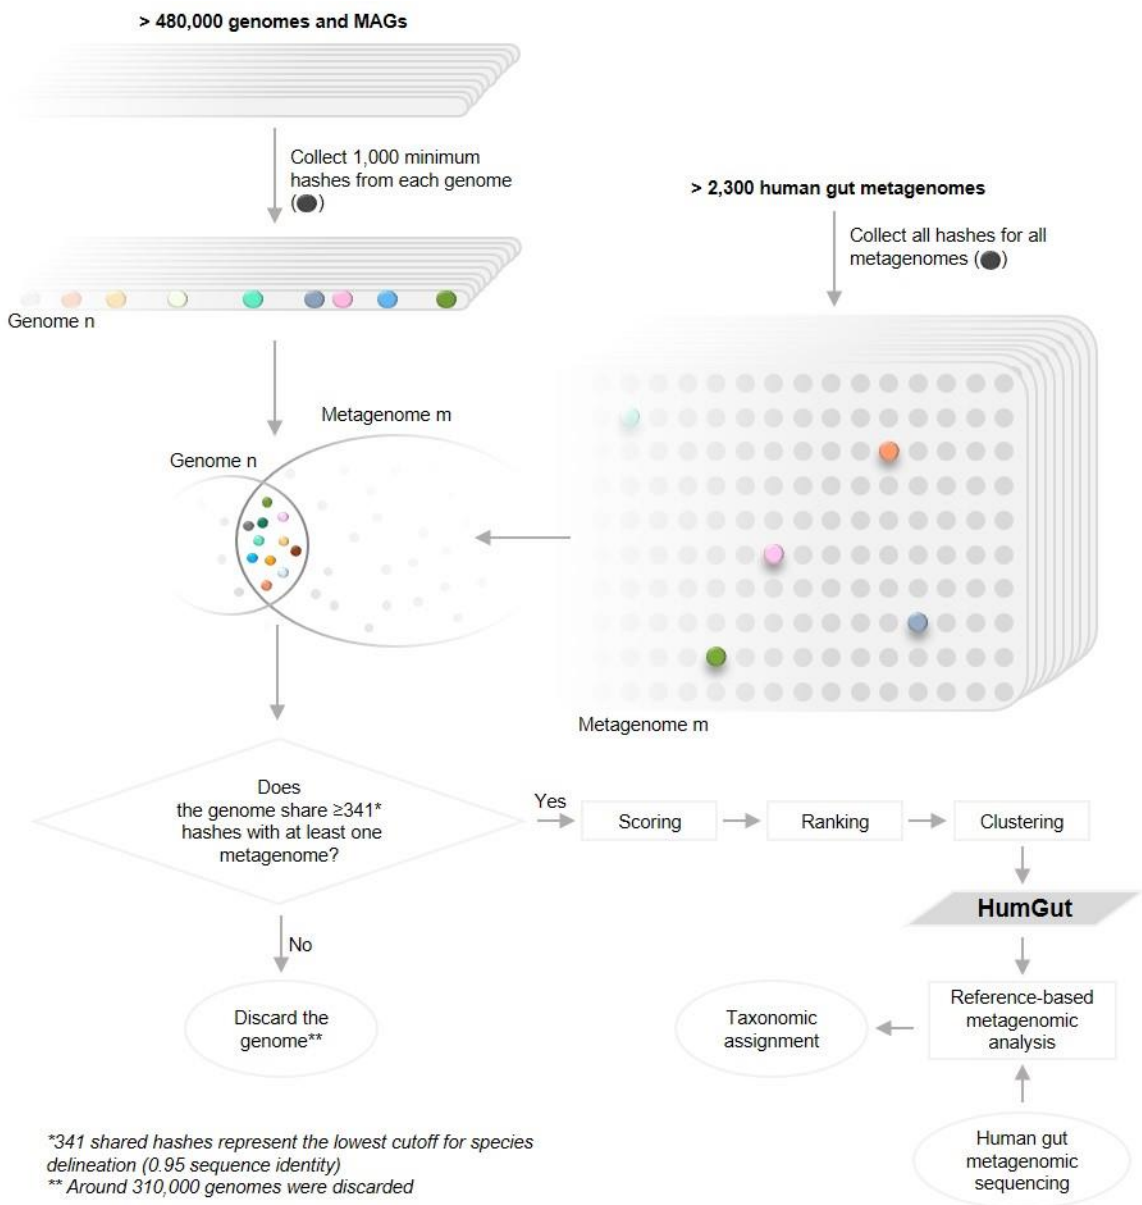 > 480,000 genomes and MAGs
Collect 1,000 minimum
hashes from each genome
( )
> 2,300 human gut metagenomes
Collect all hashes for all
metagenomes ( )
Genome n
Metagenome m
Genome n
Metagenome m
Does
the genome share ≥341*
hashes with at least one
metagenome?
Yes
Scoring
Ranking
Clustering
HumGut
No
Discard the
genome**
Reference-based
metagenomic
analysis
Taxonomic
assignment
Human gut
metagenomic
sequencing
*341 shared hashes represent the lowest cutoff for species
delineation (0.95 sequence identity)
** Around 310,000 genomes were discarded